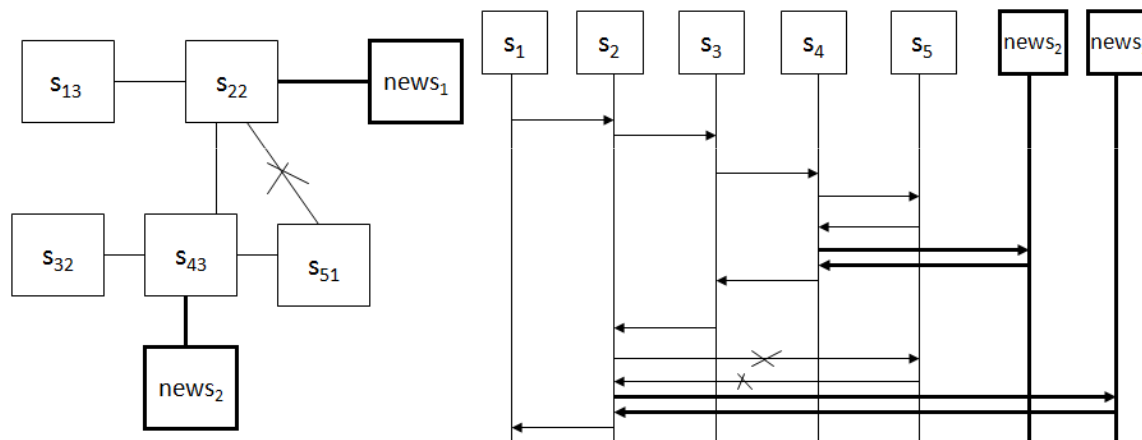 s₁ s₂ s₃ s₄ s₅ news₂ news
s₁₃ s₂₂ news₁
s₃₂ s₄₃ s₅₁
news₂